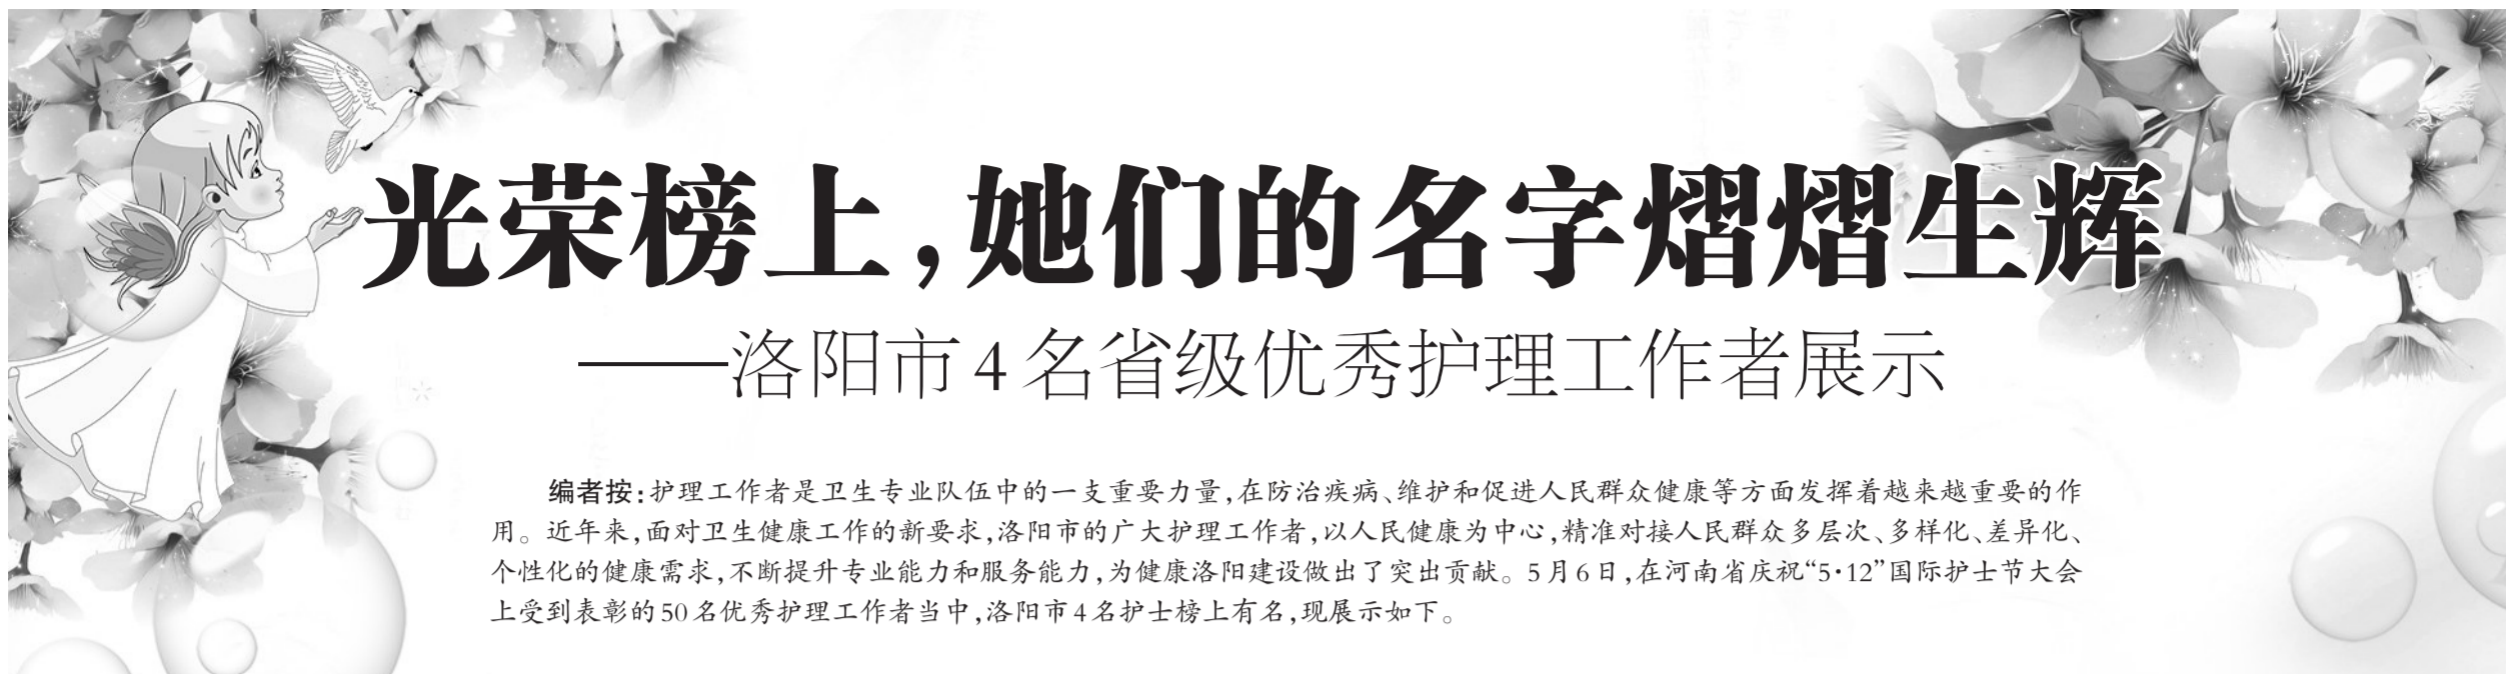 光荣榜上，她们的名字熠熠生辉
——洛阳市4名省级优秀护理工作者展示
编者按：护理工作者是卫生专业队伍中的一支重要力量，在防治疾病、维护和促进人民群众健康等方面发挥着越来越重要的作
用。近年来，面对卫生健康工作的新要求，洛阳市的广大护理工作者，以人民健康为中心，精准对接人民群众多层次、多样化、差异化、
个性化的健康需求，不断提升专业能力和服务能力，为健康洛阳建设做出了突出贡献。5月6日，在河南省庆祝“5·12”国际护士节大会
上受到表彰的50名优秀护理工作者当中，洛阳市4名护士榜上有名，现展示如下。